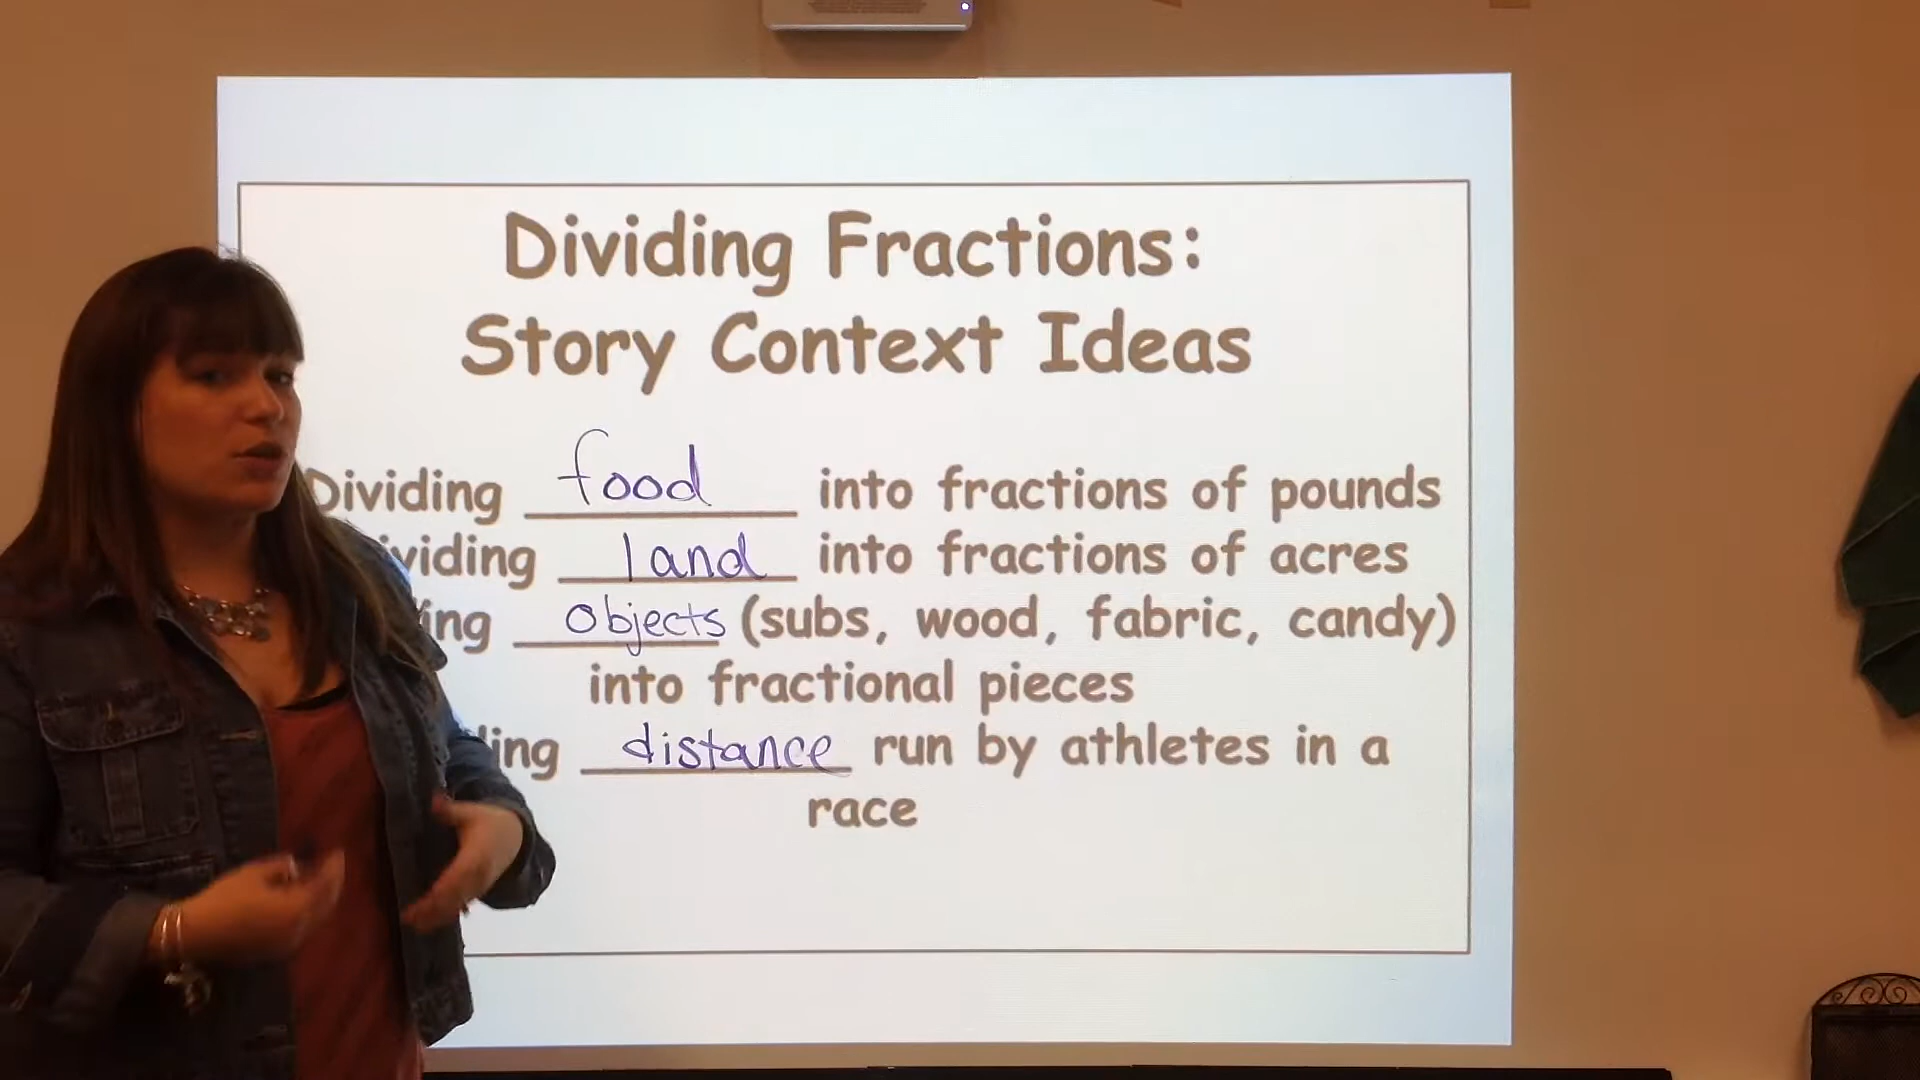 Dividing Fractions:
Story Context Ideas
Dividing food into fractions of pounds
ividing land into fractions of acres
ing objects (subs, wood, fabric, candy)
into fractional pieces
ing distance run by athletes in a
race